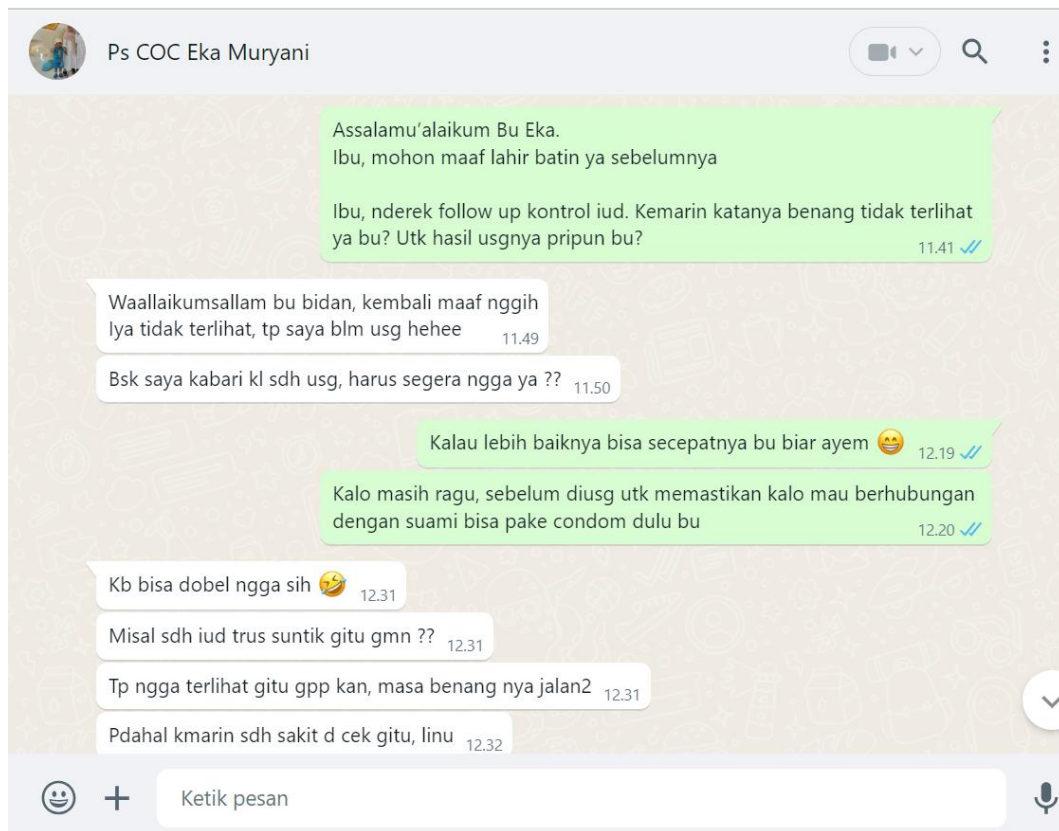 Ps COC Eka Muryani
Assalamu'alaikum Bu Eka.
Ibu, mohon maaf lahir batin ya sebelumnya
Ibu, nderek follow up kontrol iud. Kemarin katanya benang tidak terlihat
ya bu? Utk hasil usgnya pripun bu?
11.41
Waallaikumsallam bu bidan, kembali maaf nggih
Iya tidak terlihat, tp saya blm usg hehee
11.49
Bsk saya kabari kl sdh usg, harus segera ngga ya ??
11.50
Kalau lebih baiknya bisa secepatnya bu biar ayem 😁
12.19
Kalo masih ragu, sebelum diusg utk memastikan kalo mau berhubungan
dengan suami bisa pake condom dulu bu
12.20
Kb bisa dobel ngga sih 🤣
12.31
Misal sdh iud trus suntik gitu gmn ??
12.31
Tp ngga terlihat gitu gpp kan, masa benang nya jalan2
12.31
Pdahal kmarin sdh sakit d cek gitu, linu
12.32
Ketik pesan